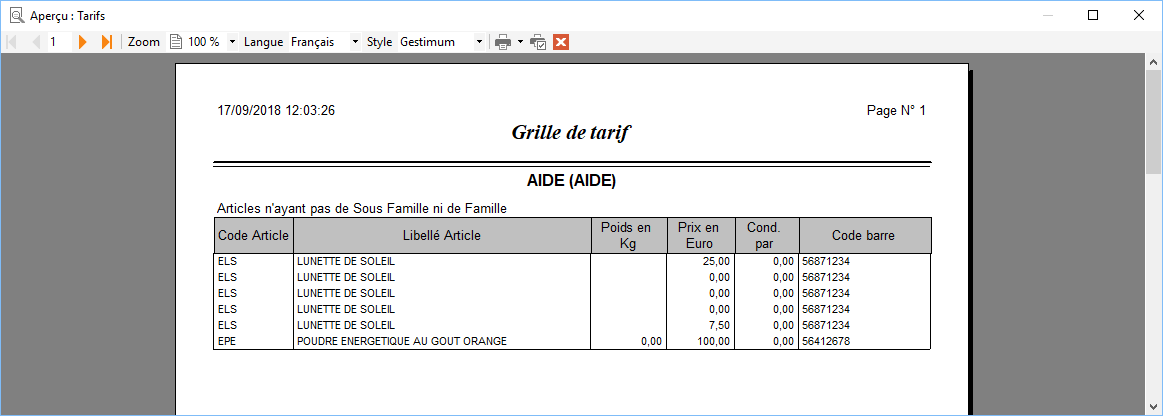 Aperçu : Tarifs
1 Zoom 100 % Langue Français Style Gestimum
17/09/2018 12:03:26 Page N° 1
Grille de tarif
AIDE (AIDE)
Articles n'ayant pas de Sous Famille ni de Famille
Code Article Libellé Article Poids en Kg Prix en Euro Cond. par Code barre
ELS LUNETTE DE SOLEIL 25,00 0,00 56871234
ELS LUNETTE DE SOLEIL 0,00 0,00 56871234
ELS LUNETTE DE SOLEIL 0,00 0,00 56871234
ELS LUNETTE DE SOLEIL 0,00 0,00 56871234
ELS LUNETTE DE SOLEIL 7,50 0,00 56871234
EPE POUDRE ENERGETIQUE AU GOUT ORANGE 0,00 100,00 0,00 56412678